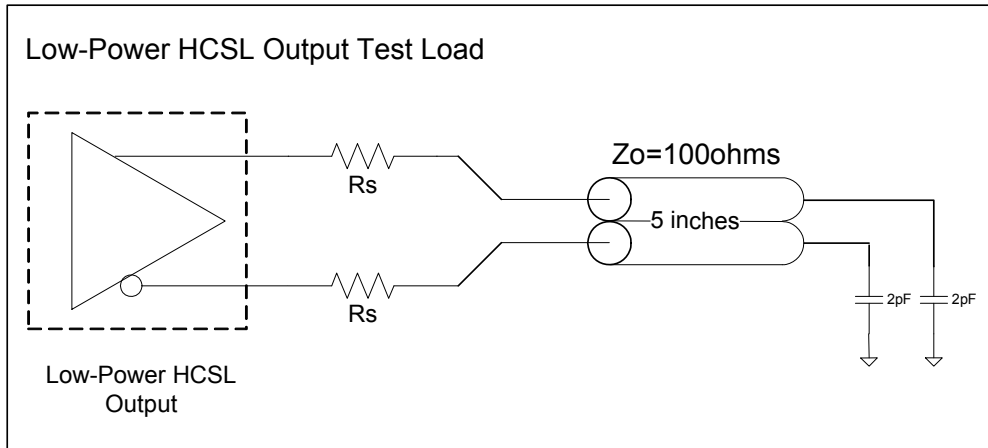 Low-Power HCSL Output Test Load
Rs
Zo=100ohms
5 inches
Rs
2pF
2pF
Low-Power HCSL
Output